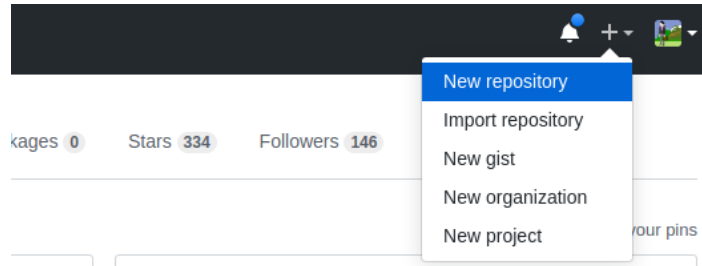 New repository
Import repository
New gist
New organization
New project
kages 0 Stars 334 Followers 146
your pins